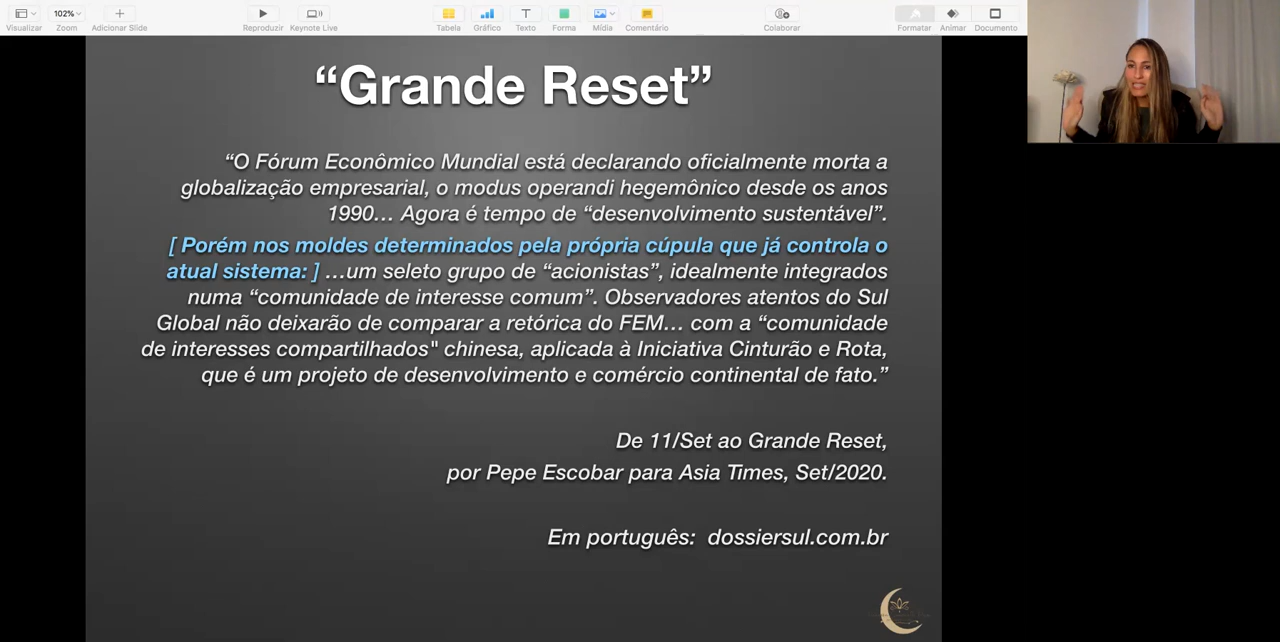 102%
Visualizar
Zoom
Adicionar Slide
Reproduzir
Keynote Live
Tabela
Gráfico
Texto
Forma
Mídia
Comentário
Colaborar
Formatar
Animar
Documento
“Grande Reset”
“O Fórum Econômico Mundial está declarando oficialmente morta a
globalização empresarial, o modus operandi hegemônico desde os anos
1990… Agora é tempo de “desenvolvimento sustentável”.
[ Porém nos moldes determinados pela própria cúpula que já controla o
atual sistema: ] …um seleto grupo de “acionistas”, idealmente integrados
numa “comunidade de interesse comum”. Observadores atentos do Sul
Global não deixarão de comparar a retórica do FEM… com a “comunidade
de interesses compartilhados" chinesa, aplicada à Iniciativa Cinturão e Rota,
que é um projeto de desenvolvimento e comércio continental de fato.”
De 11/Set ao Grande Reset,
por Pepe Escobar para Asia Times, Set/2020.
Em português: dossiersul.com.br